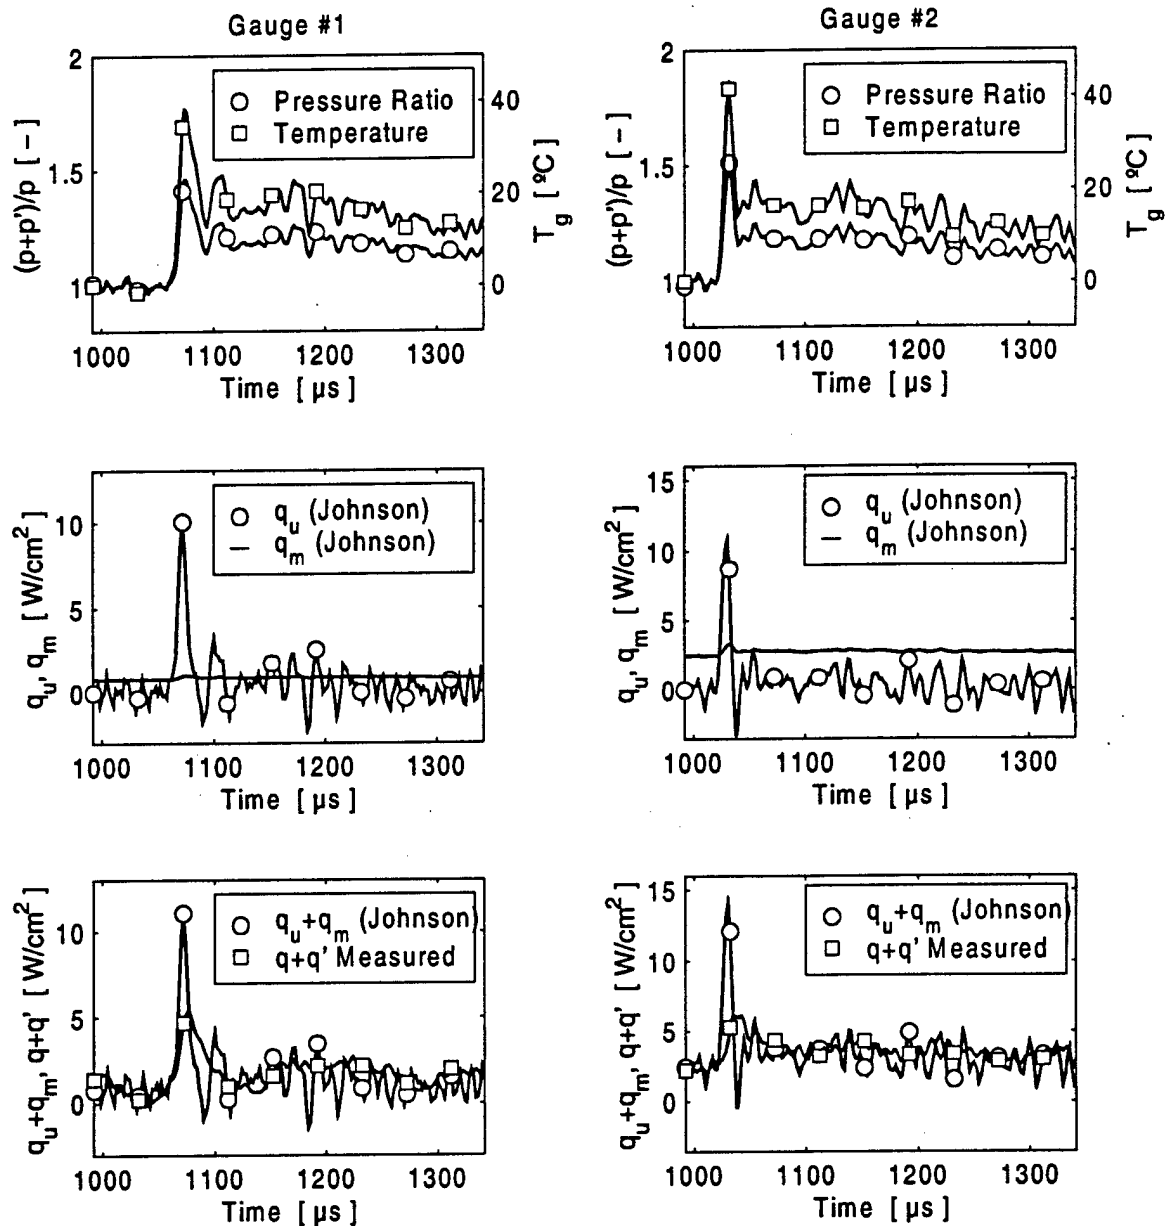 Gauge #1
2
1.5
1
(p+p')/p [ – ]
Pressure Ratio
Temperature
40
20
0
T_g [ ºC ]
1000 1100 1200 1300
Time [ µs ]
Gauge #2
2
1.5
1
(p+p')/p [ – ]
Pressure Ratio
Temperature
40
20
0
T_g [ ºC ]
1000 1100 1200 1300
Time [ µs ]
10
5
0
q_u, q_m [ W/cm² ]
q_u (Johnson)
q_m (Johnson)
1000 1100 1200 1300
Time [ µs ]
15
10
5
0
q_u, q_m [ W/cm² ]
q_u (Johnson)
q_m (Johnson)
1000 1100 1200 1300
Time [ µs ]
10
5
0
q_u+q_m, q+q' [ W/cm² ]
q_u+q_m (Johnson)
q+q' Measured
1000 1100 1200 1300
Time [ µs ]
15
10
5
0
q_u+q_m, q+q' [ W/cm² ]
q_u+q_m (Johnson)
q+q' Measured
1000 1100 1200 1300
Time [ µs ]